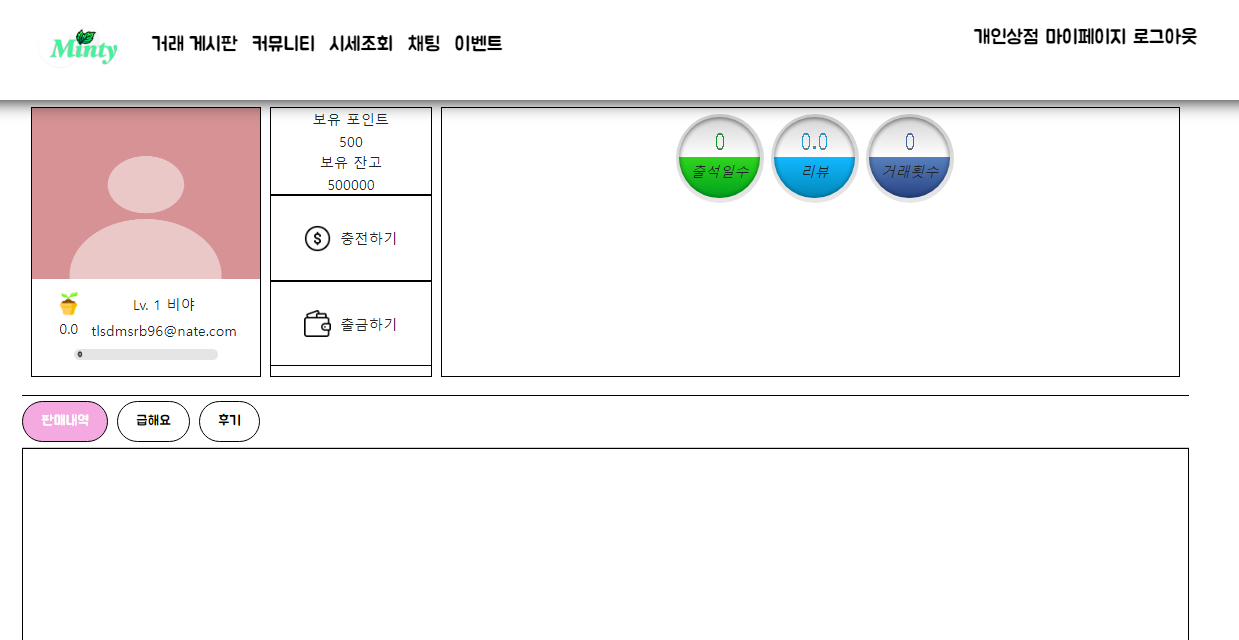 Minty
거래 게시판 커뮤니티 시세조회 채팅 이벤트
개인상점 마이페이지 로그아웃
0.0
Lv. 1 비야
tlsdmsrb96@nate.com
0
보유 포인트
500
보유 잔고
500000
충전하기
출금하기
0
출석일수
0.0
리뷰
0
거래횟수
판매내역
급해요
후기